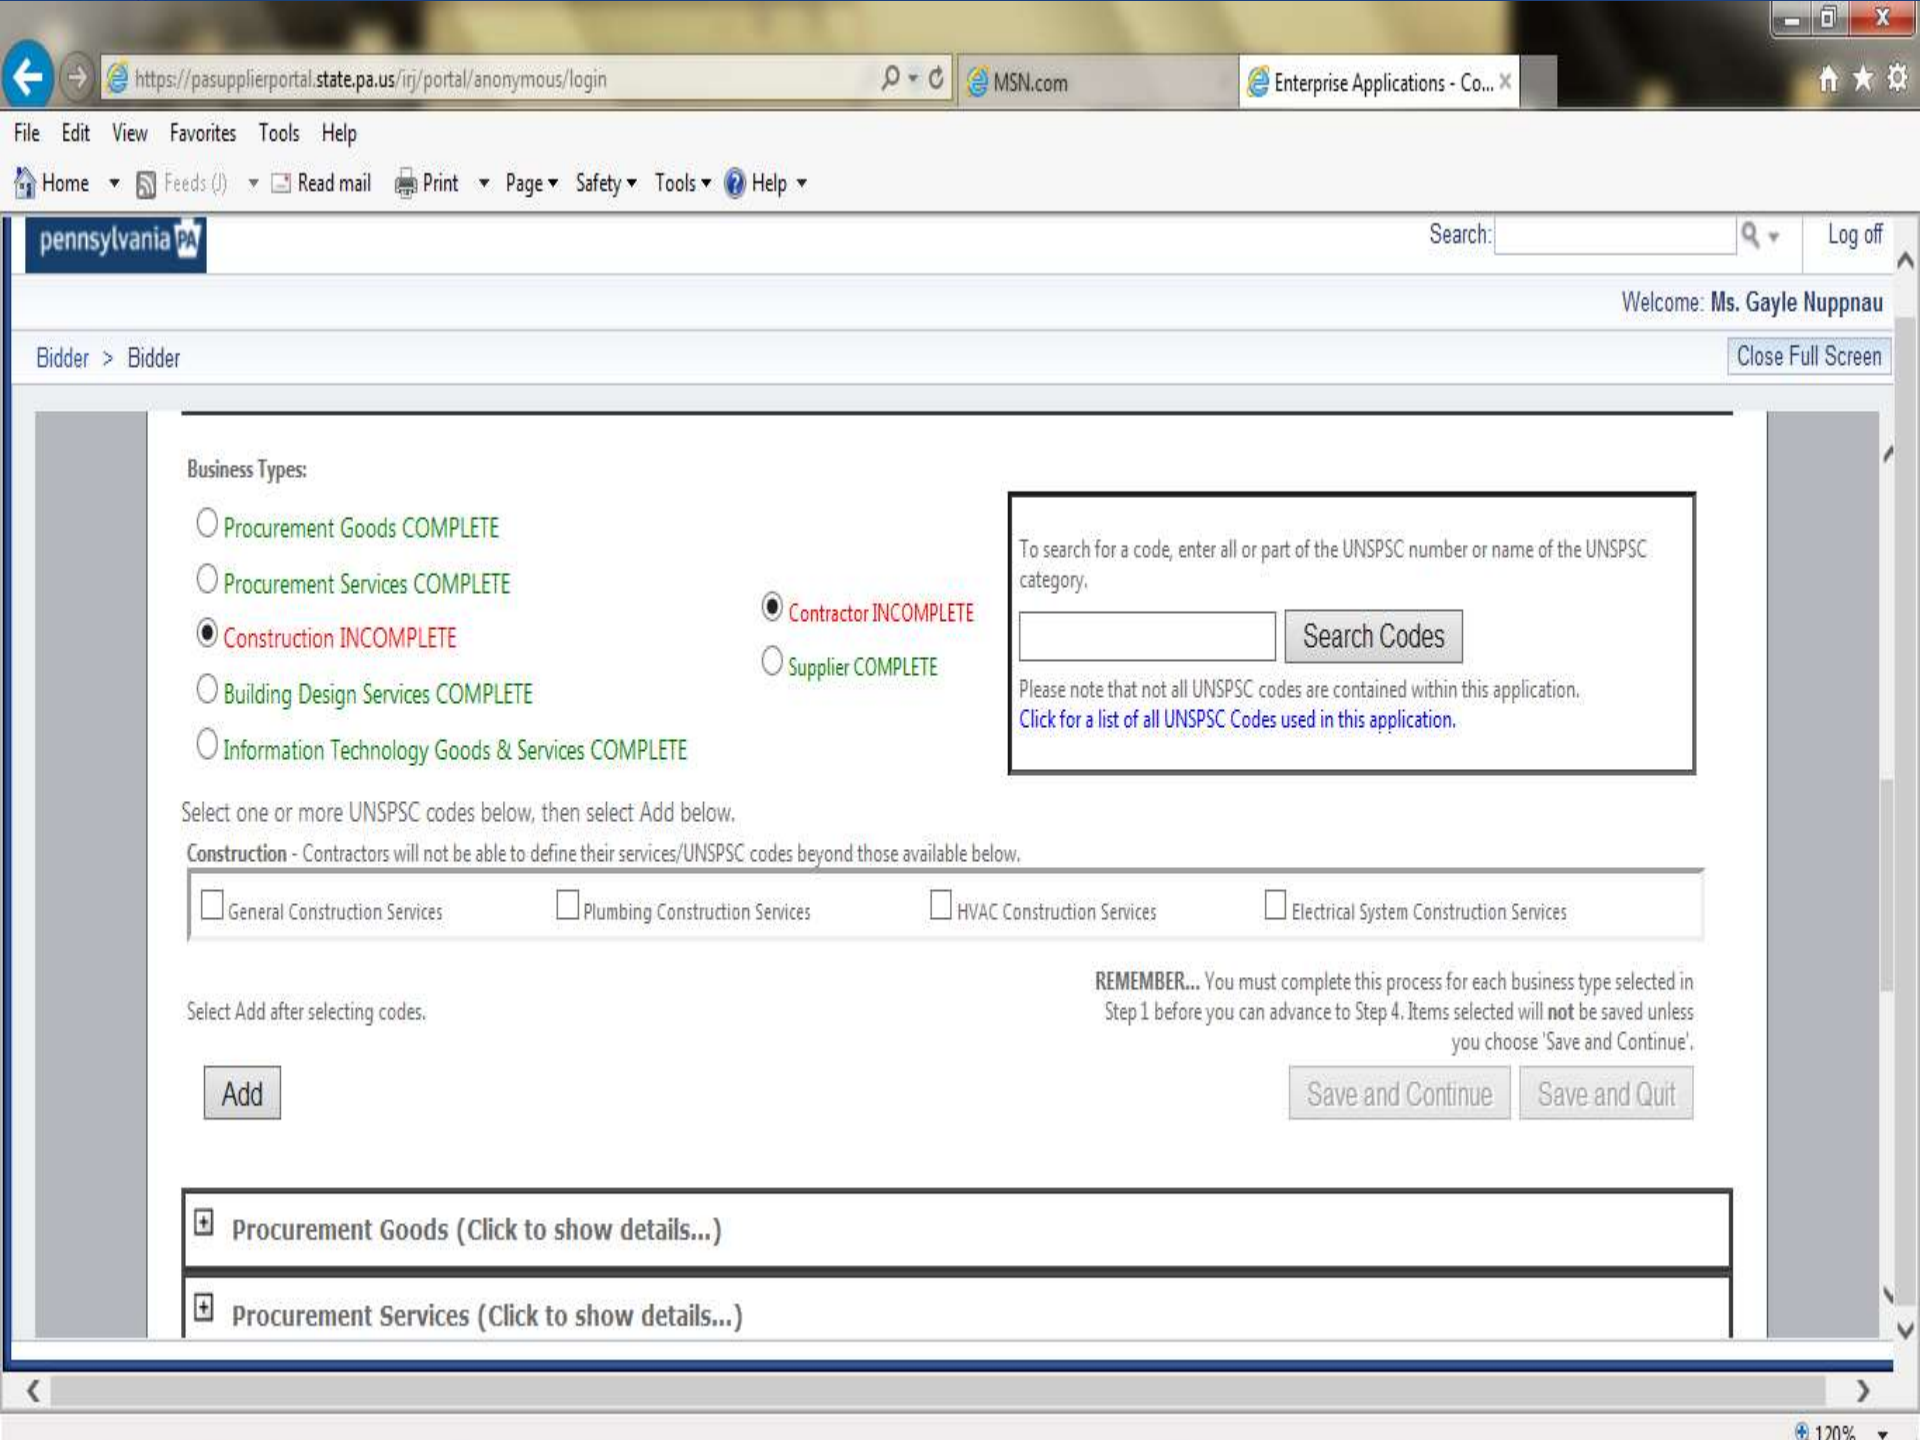 X
https://pasupplierportal.state.pa.us/irj/portal/anonymous/login
MSN.com
Enterprise Applications - Co...
File Edit View Favorites Tools Help
Home Feeds (J) Read mail Print Page Safety Tools Help
pennsylvania PA
Search:
Log off
Welcome: Ms. Gayle Nuppnau
Bidder > Bidder
Close Full Screen
Business Types:
Procurement Goods COMPLETE
Procurement Services COMPLETE
Construction INCOMPLETE
Building Design Services COMPLETE
Information Technology Goods & Services COMPLETE
Contractor INCOMPLETE
Supplier COMPLETE
To search for a code, enter all or part of the UNSPSC number or name of the UNSPSC
category.
Search Codes
Please note that not all UNSPSC codes are contained within this application.
Click for a list of all UNSPSC Codes used in this application.
Select one or more UNSPSC codes below, then select Add below.
Construction - Contractors will not be able to define their services/UNSPSC codes beyond those available below.
General Construction Services Plumbing Construction Services HVAC Construction Services Electrical System Construction Services
REMEMBER... You must complete this process for each business type selected in
Step 1 before you can advance to Step 4. Items selected will not be saved unless
you choose 'Save and Continue'.
Select Add after selecting codes.
Add
Save and Continue Save and Quit
Procurement Goods (Click to show details...)
Procurement Services (Click to show details...)
120%